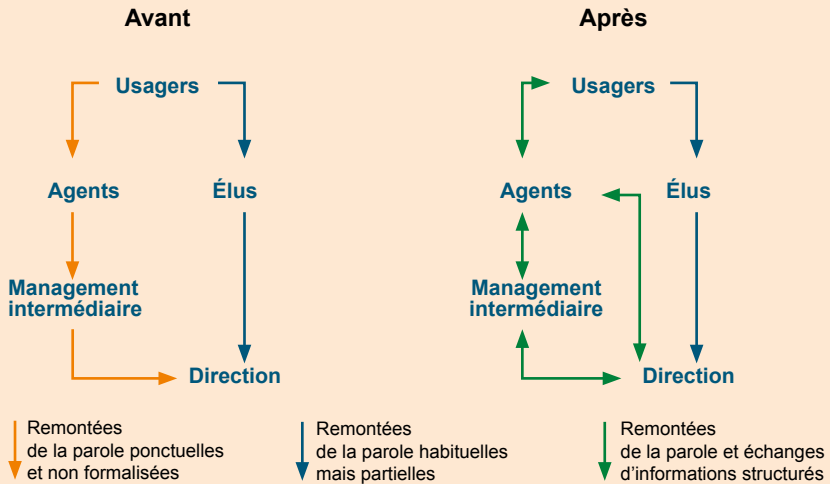 Avant
Usagers
Agents
Élus
Management
intermédiaire
Direction
Après
Usagers
Agents
Élus
Management
intermédiaire
Direction
Remontées
de la parole ponctuelles
et non formalisées
Remontées
de la parole habituelles
mais partielles
Remontées
de la parole et échanges
d’informations structurés